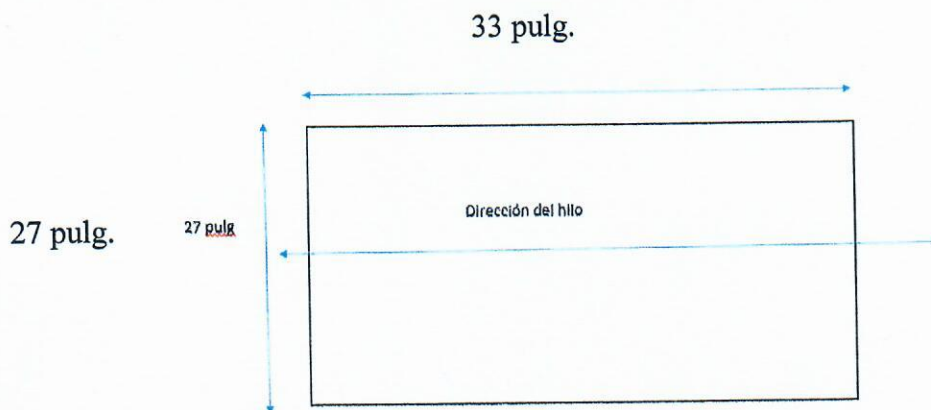 33 pulg.
Dirección del hilo
27 pulg.
27 pulg